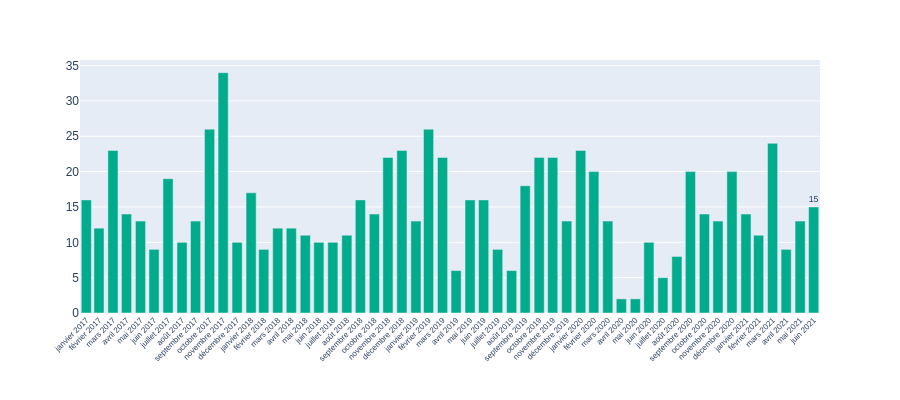 35
30
25
20
15
10
5
0
15
janvier 2017
février 2017
mars 2017
avril 2017
mai 2017
juin 2017
juillet 2017
août 2017
septembre 2017
octobre 2017
novembre 2017
décembre 2017
janvier 2018
février 2018
mars 2018
avril 2018
mai 2018
juin 2018
juillet 2018
août 2018
septembre 2018
octobre 2018
novembre 2018
décembre 2018
janvier 2019
février 2019
mars 2019
avril 2019
mai 2019
juin 2019
juillet 2019
août 2019
septembre 2019
octobre 2019
novembre 2019
décembre 2019
janvier 2020
février 2020
mars 2020
avril 2020
mai 2020
juin 2020
juillet 2020
août 2020
septembre 2020
octobre 2020
novembre 2020
décembre 2020
janvier 2021
février 2021
mars 2021
avril 2021
mai 2021
juin 2021